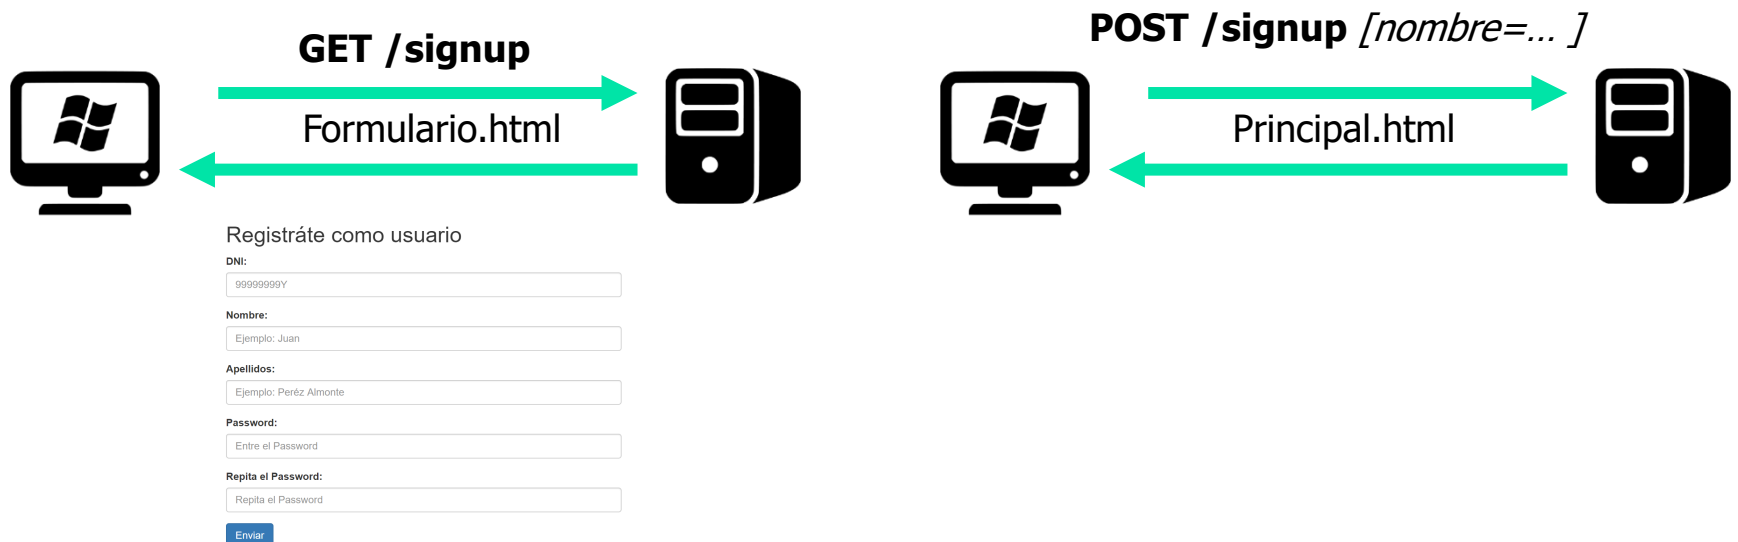 GET /signup
Formulario.html
Registráte como usuario
DNI:
99999999Y
Nombre:
Ejemplo: Juan
Apellidos:
Ejemplo: Peréz Almonte
Password:
Entre el Password
Repita el Password:
Repita el Password
Enviar
POST /signup [nombre=... ]
Principal.html